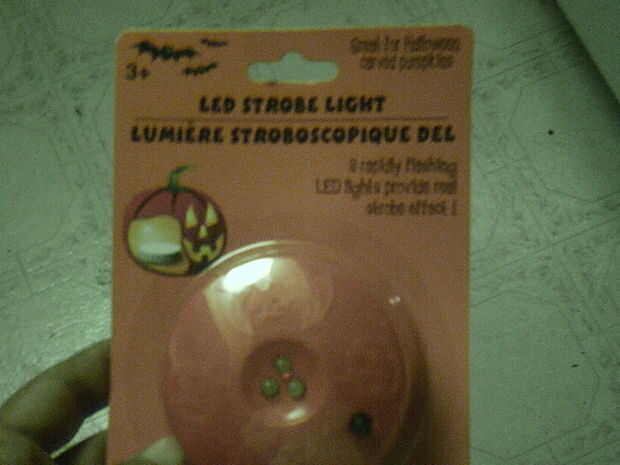 3+
Great for Halloween
carved pumpkins
LED STROBE LIGHT
LUMIÈRE STROBOSCOPIQUE DEL
rapidly flashing
LED lights provide real
strobe effect !